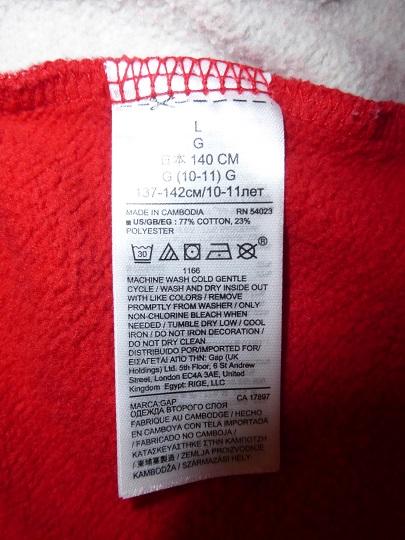 L
G
日本 140 CM
G (10-11) G
137-142см/10-11лет
MADE IN CAMBODIA RN 54023
■ US/GB/EG : 77% COTTON, 23%
POLYESTER
30
1166
MACHINE WASH COLD GENTLE
CYCLE / WASH AND DRY INSIDE OUT
WITH LIKE COLORS / REMOVE
PROMPTLY FROM WASHER / ONLY
NON-CHLORINE BLEACH WHEN
NEEDED / TUMBLE DRY LOW / COOL
IRON / DO NOT IRON DECORATION /
DO NOT DRY CLEAN
DISTRIBUIDO POR/IMPORTED FOR/
ΕΙΣΑΓΕΤΑΙ ΑΠΟ ΤΗΝ: Gap (UK
Holdings) Ltd. 5th Floor, 6 St Andrew
Street, London EC4A 3AE, United
Kingdom Egypt: RIGE, LLC
MARCA:GAP CA 17897
ОДЕЖДА ВТОРОГО СЛОЯ
FABRIQUE AU CAMBODGE / HECHO
EN CAMBOYA CON TELA IMPORTADA
/ FABRICADO NO CAMBOJA /
ΚΑΤΑΣΚΕΥΑΣΤΗΚΕ ΣΤΗΝ ΚΑΜΠΟΤΖΗ
/ 柬埔寨製造 / ZEMLJA PROIZVODNJE
KAMBODŽA / SZÁRMAZÁSI HELY